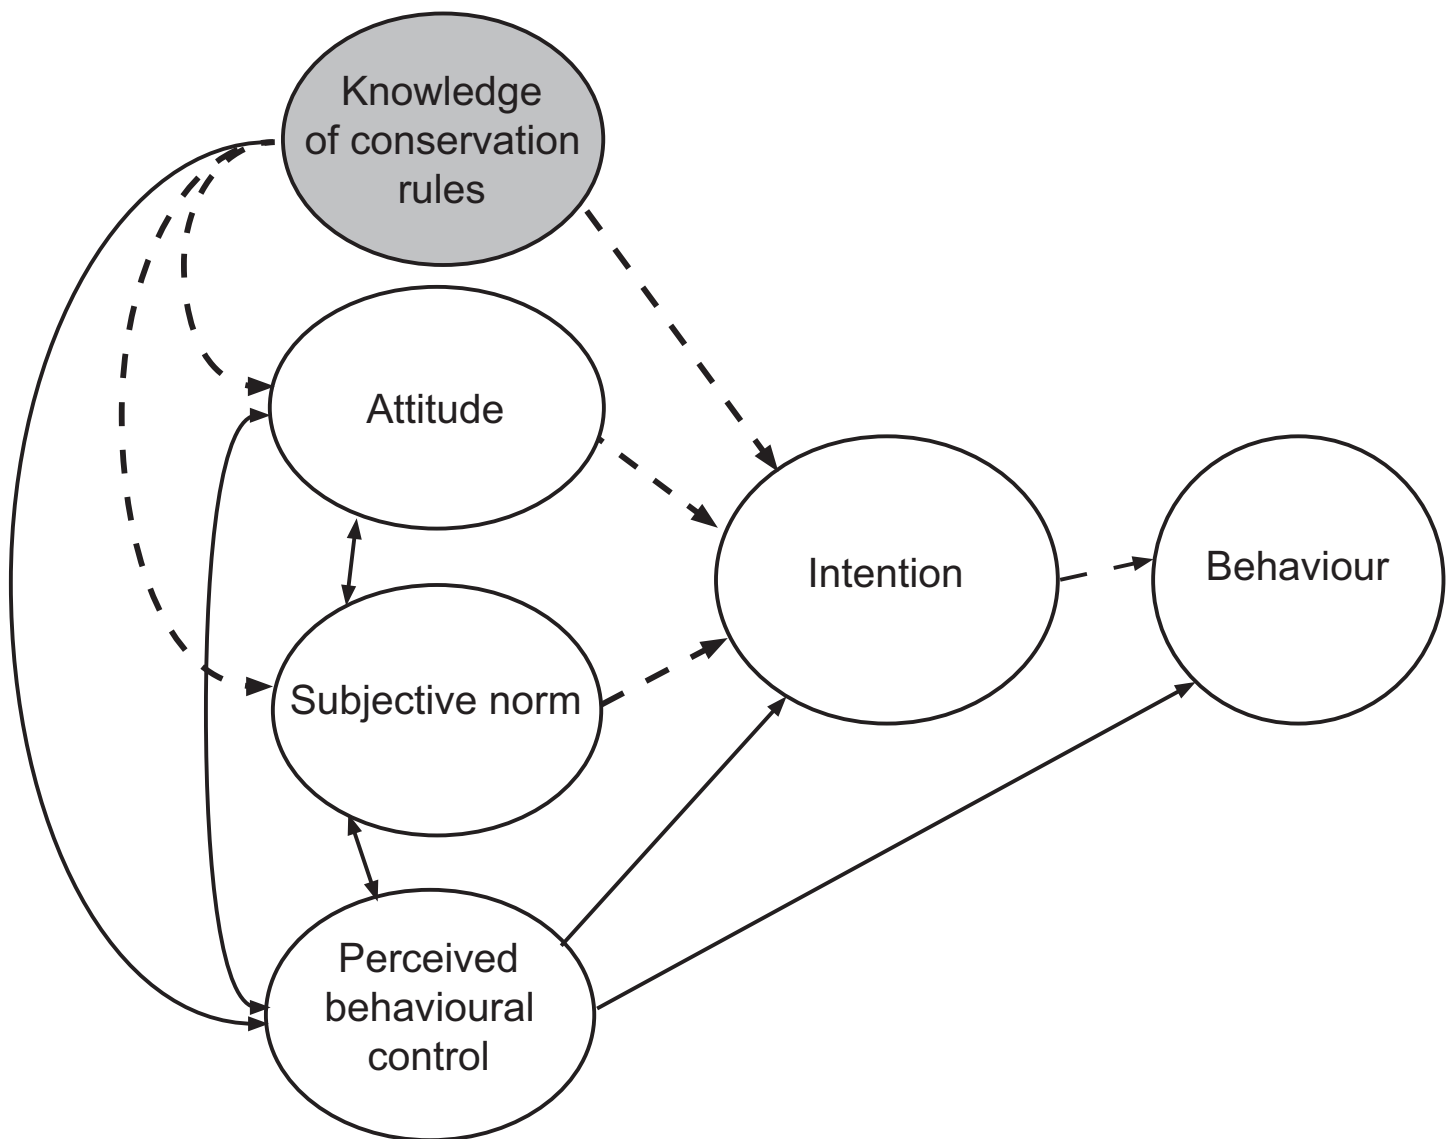 Knowledge
of conservation
rules
Attitude
Subjective norm
Perceived
behavioural
control
Intention
Behaviour